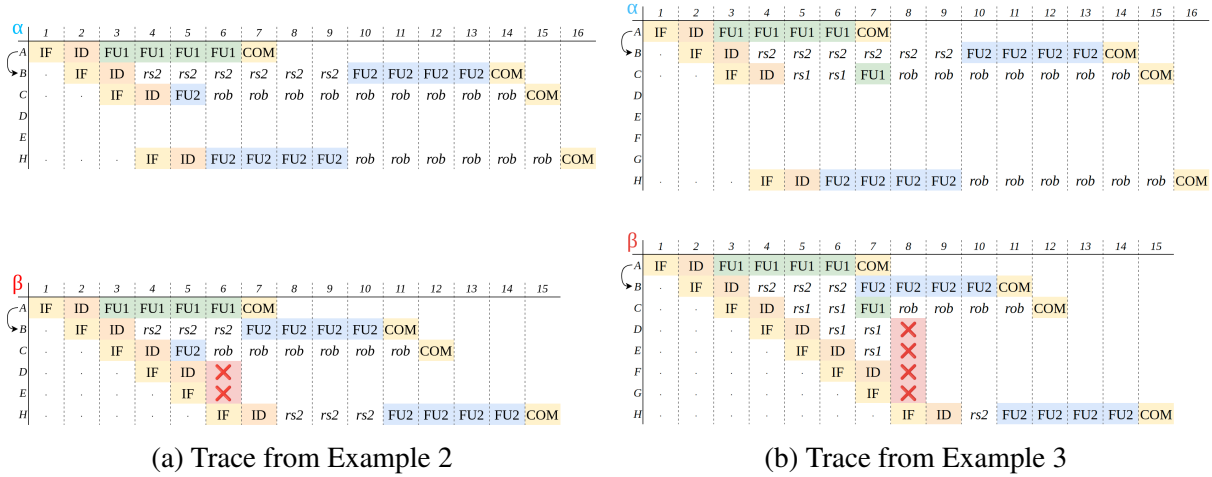 α 1 2 3 4 5 6 7 8 9 10 11 12 13 14 15 16
A IF ID FU1 FU1 FU1 FU1 COM
B . IF ID rs2 rs2 rs2 rs2 rs2 rs2 FU2 FU2 FU2 FU2 COM
C . . IF ID FU2 rob rob rob rob rob rob rob rob rob COM
D
E
H . . . IF ID FU2 FU2 FU2 FU2 rob rob rob rob rob rob COM
β 1 2 3 4 5 6 7 8 9 10 11 12 13 14 15
A IF ID FU1 FU1 FU1 FU1 COM
B . IF ID rs2 rs2 rs2 FU2 FU2 FU2 FU2 COM
C . . IF ID FU2 rob rob rob rob rob rob COM
D . . . IF ID
E . . . . IF
H . . . . . IF ID rs2 rs2 rs2 FU2 FU2 FU2 FU2 COM
(a) Trace from Example 2
α 1 2 3 4 5 6 7 8 9 10 11 12 13 14 15 16
A IF ID FU1 FU1 FU1 FU1 COM
B . IF ID rs2 rs2 rs2 rs2 rs2 rs2 FU2 FU2 FU2 FU2 COM
C . . IF ID rs1 rs1 FU1 rob rob rob rob rob rob rob COM
D
E
F
G
H . . . IF ID FU2 FU2 FU2 FU2 rob rob rob rob rob rob COM
β 1 2 3 4 5 6 7 8 9 10 11 12 13 14 15
A IF ID FU1 FU1 FU1 FU1 COM
B . IF ID rs2 rs2 rs2 FU2 FU2 FU2 FU2 COM
C . . IF ID rs1 rs1 FU1 rob rob rob rob COM
D . . . IF ID rs1 rs1
E . . . . IF ID rs1
F . . . . . IF ID
G . . . . . . IF
H . . . . . . . IF ID rs2 FU2 FU2 FU2 FU2 COM
(b) Trace from Example 3